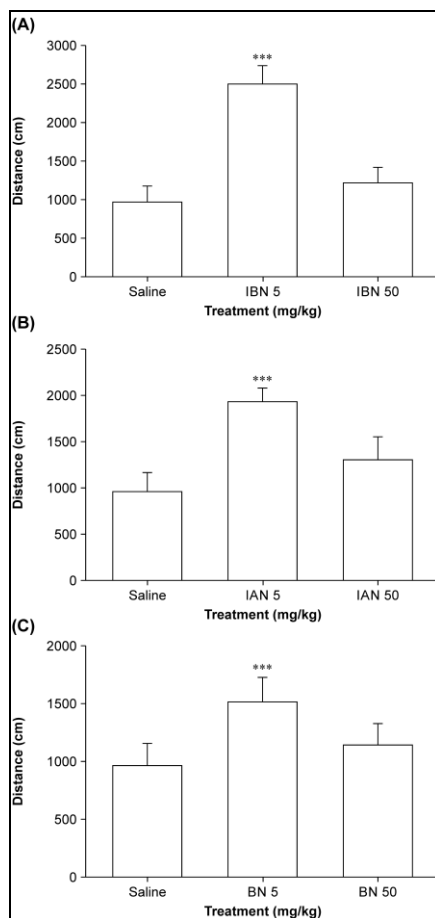 (A)
3000
***
2500
2000
1500
1000
500
0
Distance (cm)
Saline IBN 5 IBN 50
Treatment (mg/kg)
(B)
2500
***
2000
1500
1000
500
0
Distance (cm)
Saline IAN 5 IAN 50
Treatment (mg/kg)
(C)
2000
***
1500
1000
500
0
Distance (cm)
Saline BN 5 BN 50
Treatment (mg/kg)